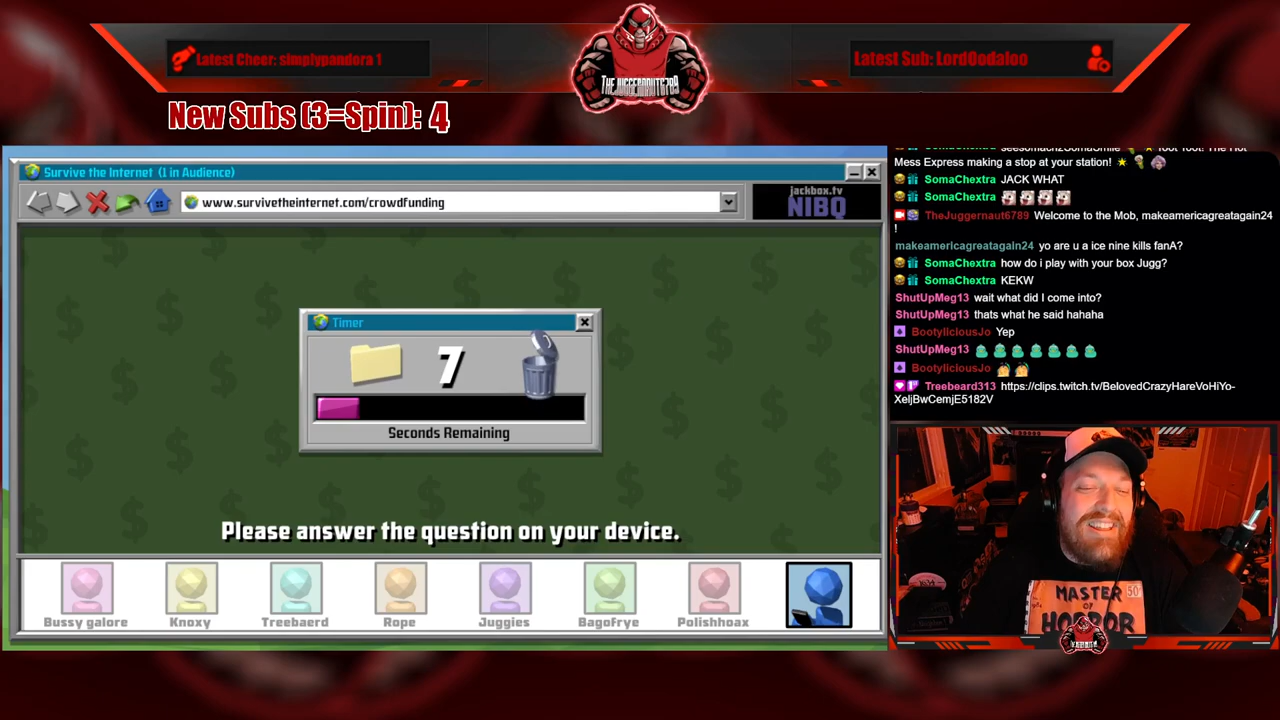 Latest Cheer: simplypandora 1
THEJUGGERNAUT6789
Latest Sub: LordOodaloo
New Subs (3=Spin): 4
Survive the Internet (1 in Audience)
www.survivetheinternet.com/crowdfunding
jackbox.tv
NIBQ
Timer
7
Seconds Remaining
Please answer the question on your device.
Bussy galore
Knoxy
Treebaerd
Rope
Juggies
Bagofrye
Polishhoax
Mess Express making a stop at your station!
SomaChextra JACK WHAT
SomaChextra
TheJuggernaut6789 Welcome to the Mob, makeamericagreatagain24
!
makeamericagreatagain24 yo are u a ice nine kills fanA?
SomaChextra how do i play with your box Jugg?
SomaChextra KEKW
ShutUpMeg13 wait what did I come into?
ShutUpMeg13 thats what he said hahaha
BootyliciousJo Yep
ShutUpMeg13
BootyliciousJo
Treebeard313 https://clips.twitch.tv/BelovedCrazyHareVoHiYo-
XeljBwCemjE5182V
MASTER
OF
HORROR
50